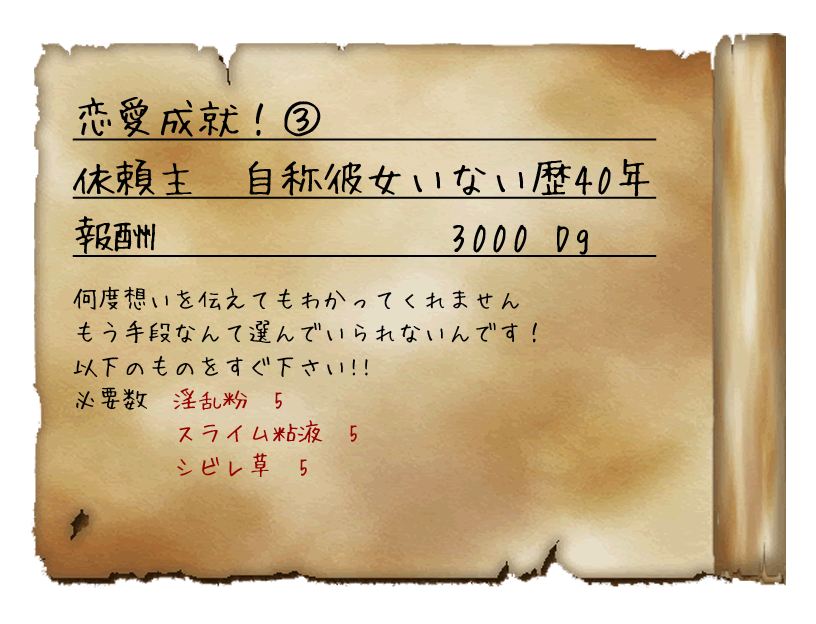 恋愛成就！③
依頼主　自称彼女いない歴40年
報酬　3000 Dg
何度想いを伝えてもわかってくれません
もう手段なんて選んでいられないんです！
以下のものをすぐ下さい!!
必要数　淫乱粉　5
スライム粘液　5
シビレ草　5